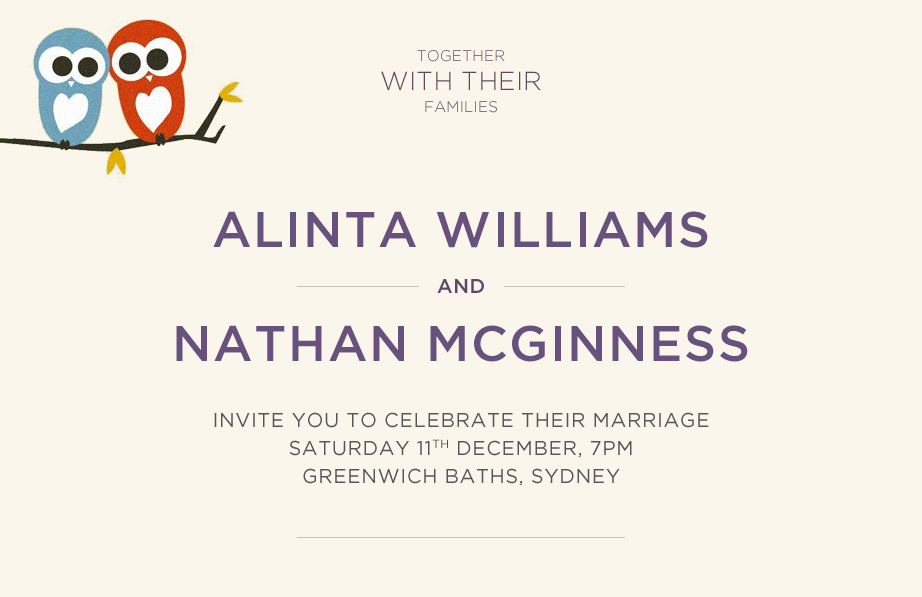 TOGETHER
WITH THEIR
FAMILIES
ALINTA WILLIAMS
AND
NATHAN MCGINNESS
INVITE YOU TO CELEBRATE THEIR MARRIAGE
SATURDAY 11TH DECEMBER, 7PM
GREENWICH BATHS, SYDNEY